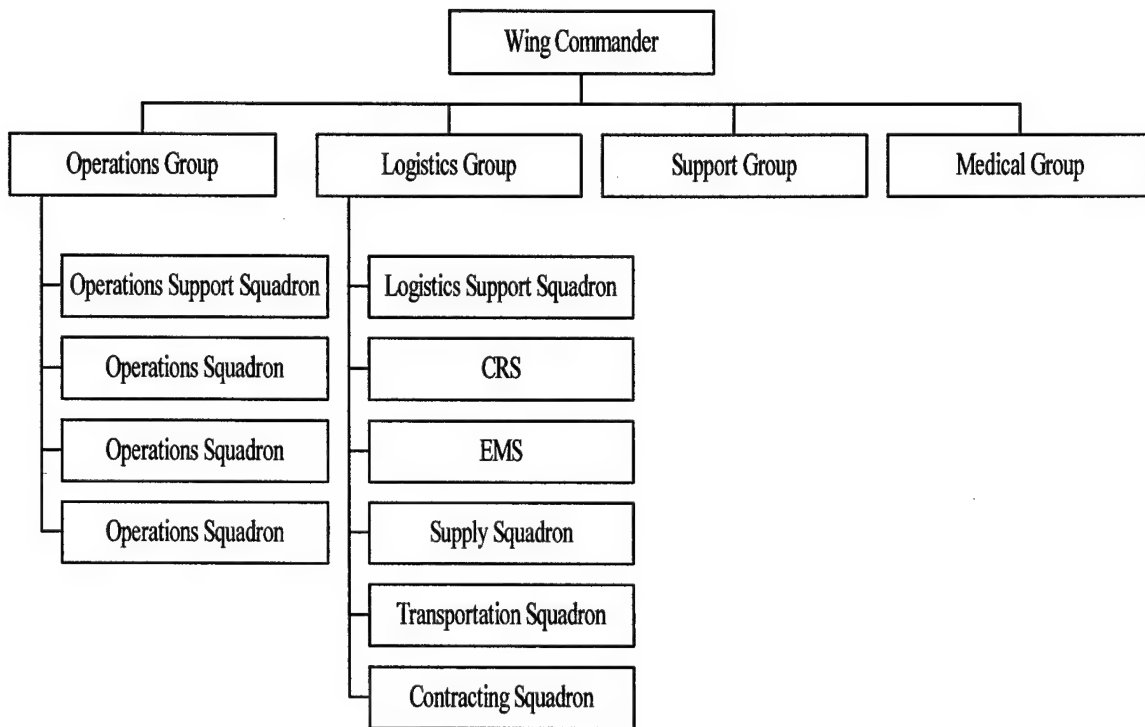 Wing Commander
Operations Group
Logistics Group
Support Group
Medical Group
Operations Support Squadron
Operations Squadron
Operations Squadron
Operations Squadron
Logistics Support Squadron
CRS
EMS
Supply Squadron
Transportation Squadron
Contracting Squadron